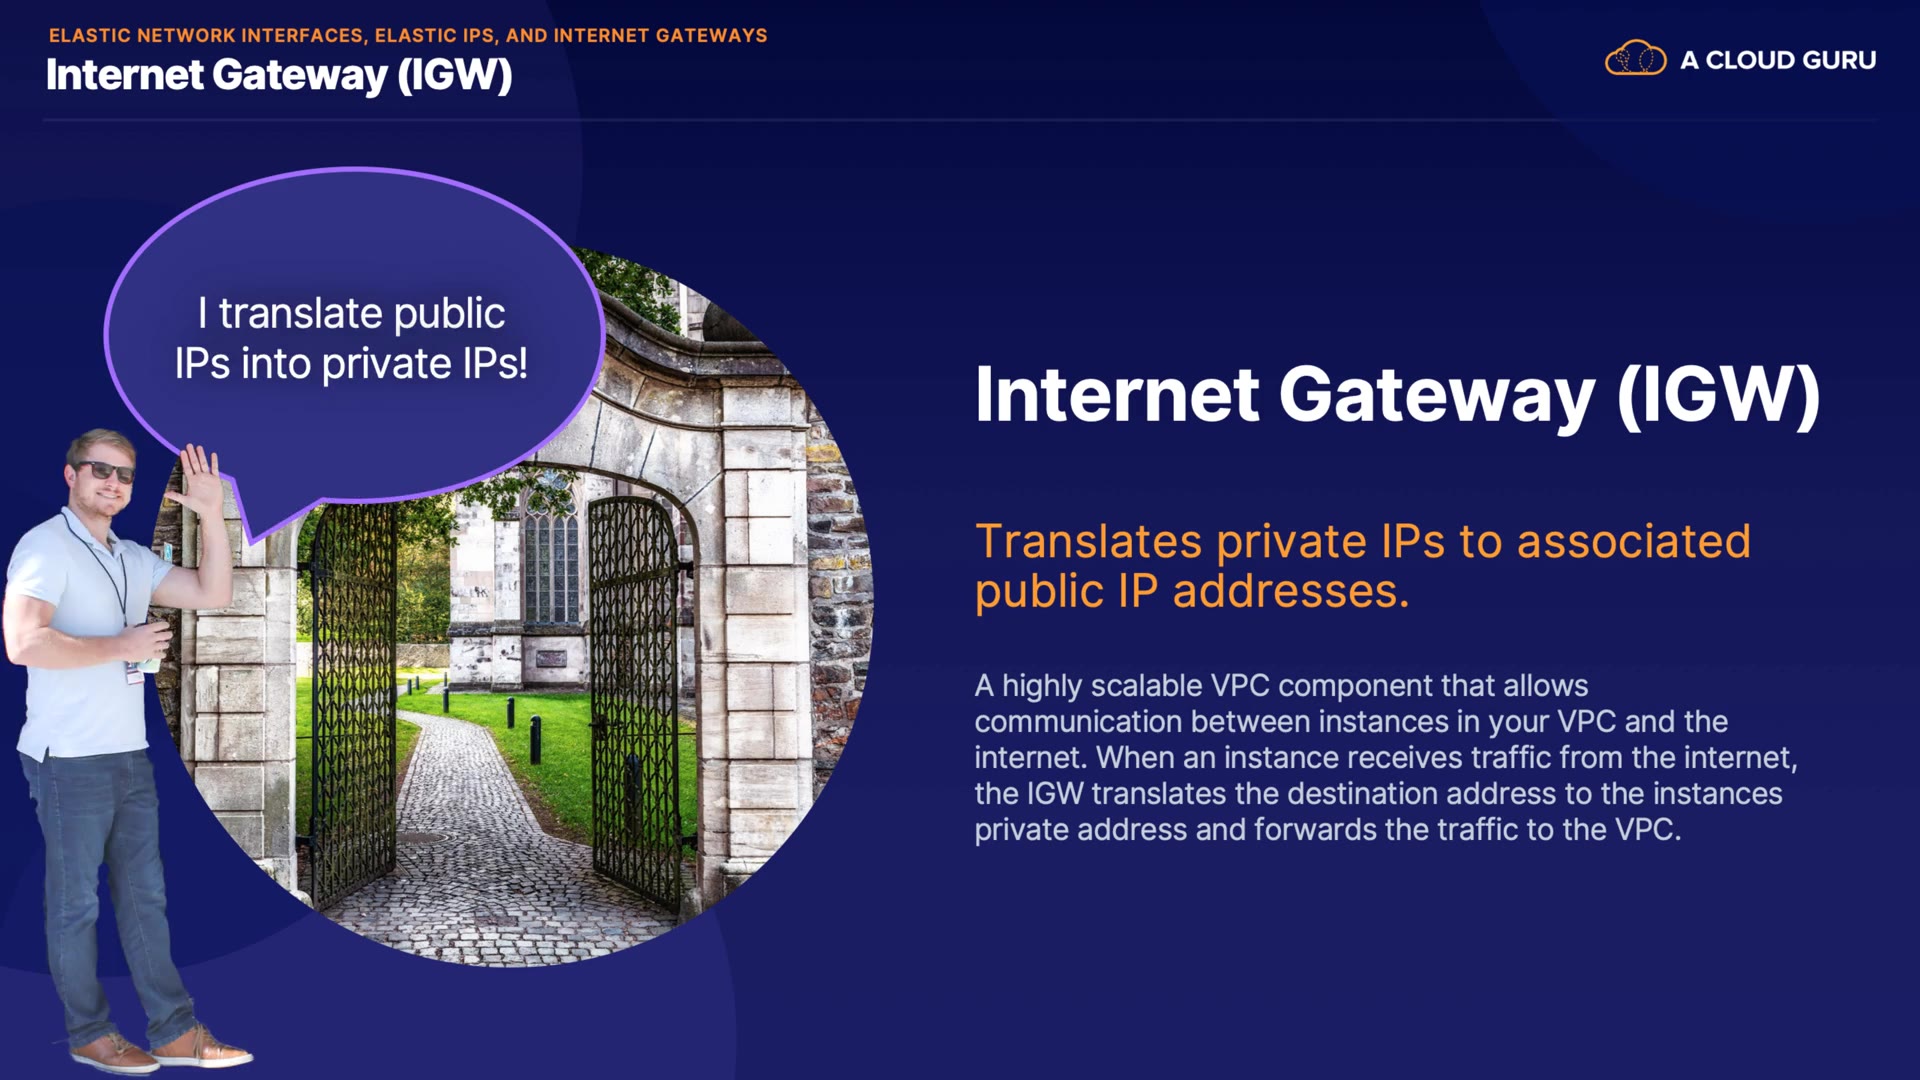 ELASTIC NETWORK INTERFACES, ELASTIC IPS, AND INTERNET GATEWAYS
Internet Gateway (IGW)
A CLOUD GURU
I translate public
IPs into private IPs!
Internet Gateway (IGW)
Translates private IPs to associated
public IP addresses.
A highly scalable VPC component that allows
communication between instances in your VPC and the
internet. When an instance receives traffic from the internet,
the IGW translates the destination address to the instances
private address and forwards the traffic to the VPC.